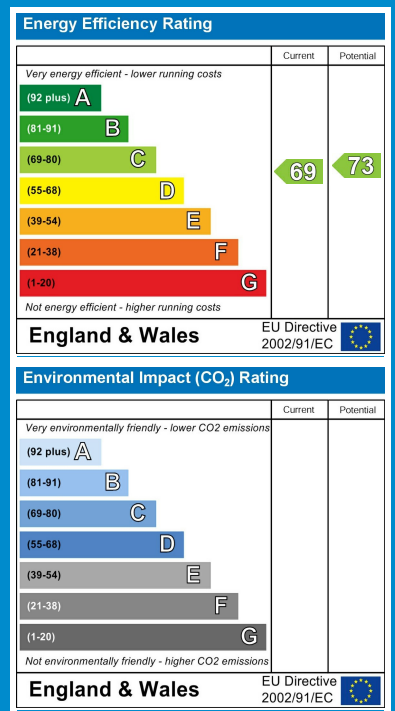 Energy Efficiency Rating
Current Potential
Very energy efficient - lower running costs
(92 plus) A
(81-91) B
(69-80) C
(55-68) D
(39-54) E
(21-38) F
(1-20) G
69 73
Not energy efficient - higher running costs
England & Wales
EU Directive
2002/91/EC
Environmental Impact (CO₂) Rating
Current Potential
Very environmentally friendly - lower CO2 emissions
(92 plus) A
(81-91) B
(69-80) C
(55-68) D
(39-54) E
(21-38) F
(1-20) G
Not environmentally friendly - higher CO2 emissions
England & Wales
EU Directive
2002/91/EC